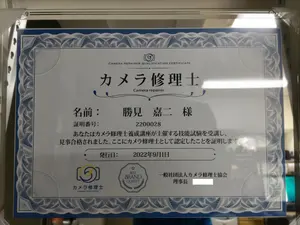 カメラ修理士
名前： 勝見 嘉二 様
証明番号： 2200028
あなたはカメラ修理士養成講座が主催する技能試験を受講し、
見事合格されました。ここにカメラ修理士として認定したことを証明します。
発行日： 2022年9月1日
一般社団法人カメラ修理士協会
理事長
カメラ修理士
BRAND